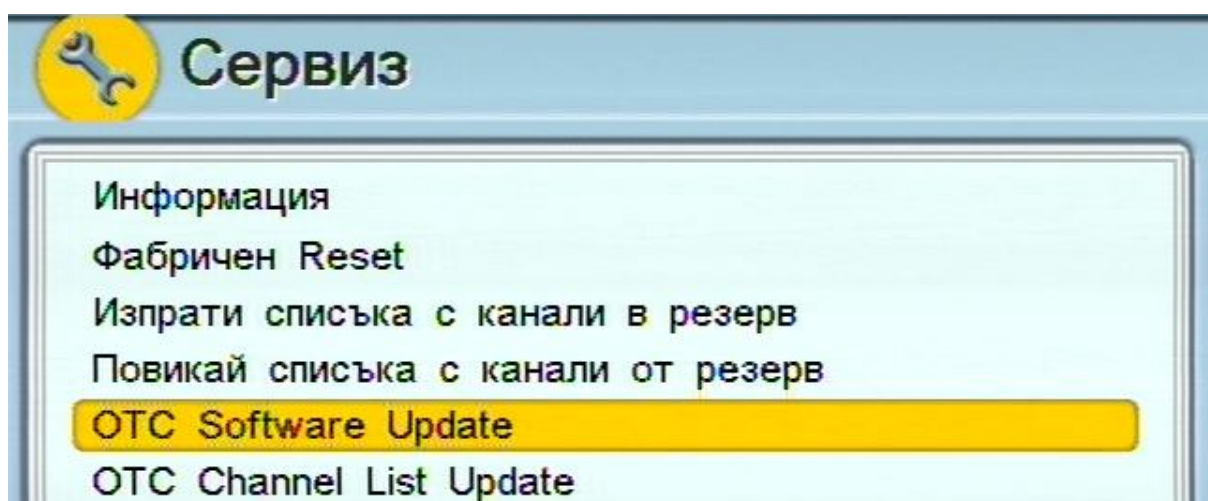 Сервиз
Информация
Фабричен Reset
Изпрати списъка с канали в резерв
Повикай списъка с канали от резерв
OTC Software Update
OTC Channel List Update